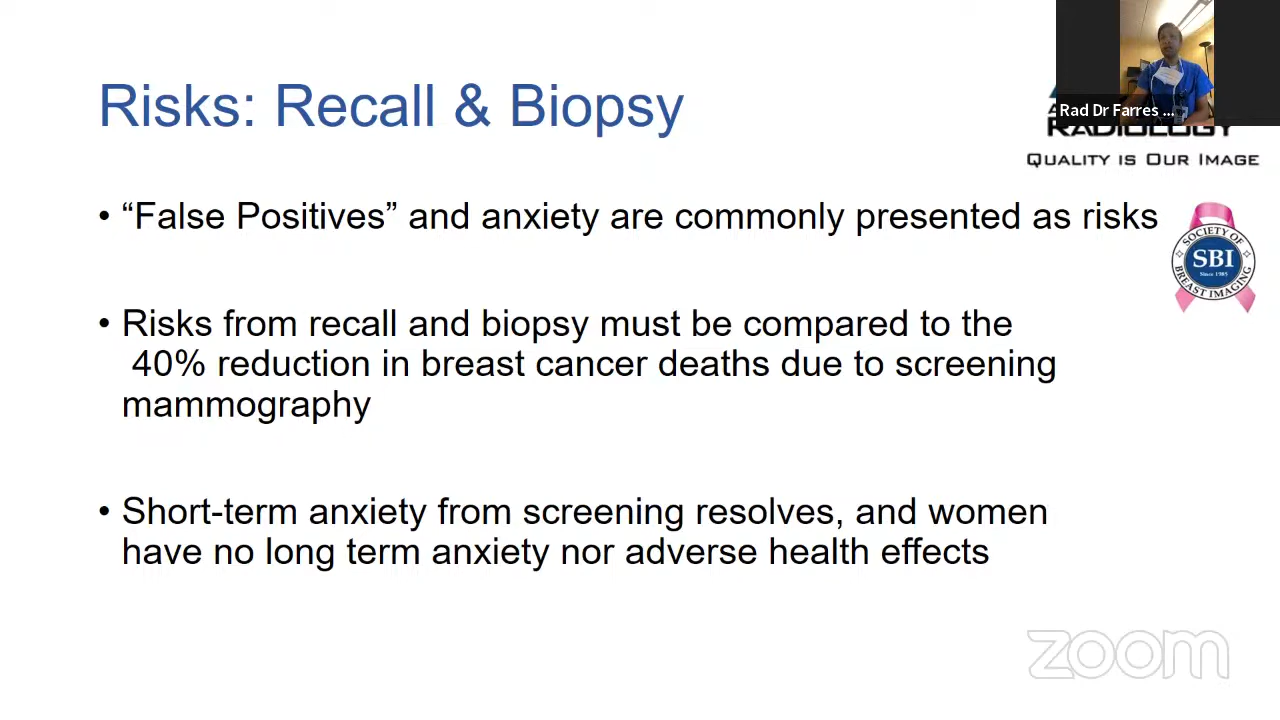 Risks: Recall & Biopsy
Rad Dr Farres ...
RADIOLOGY
QUALITY IS OUR IMAGE
• “False Positives” and anxiety are commonly presented as risks
SOCIETY OF
SBI
Since 1985
BREAST IMAGING
• Risks from recall and biopsy must be compared to the
40% reduction in breast cancer deaths due to screening
mammography
• Short-term anxiety from screening resolves, and women
have no long term anxiety nor adverse health effects
zoom